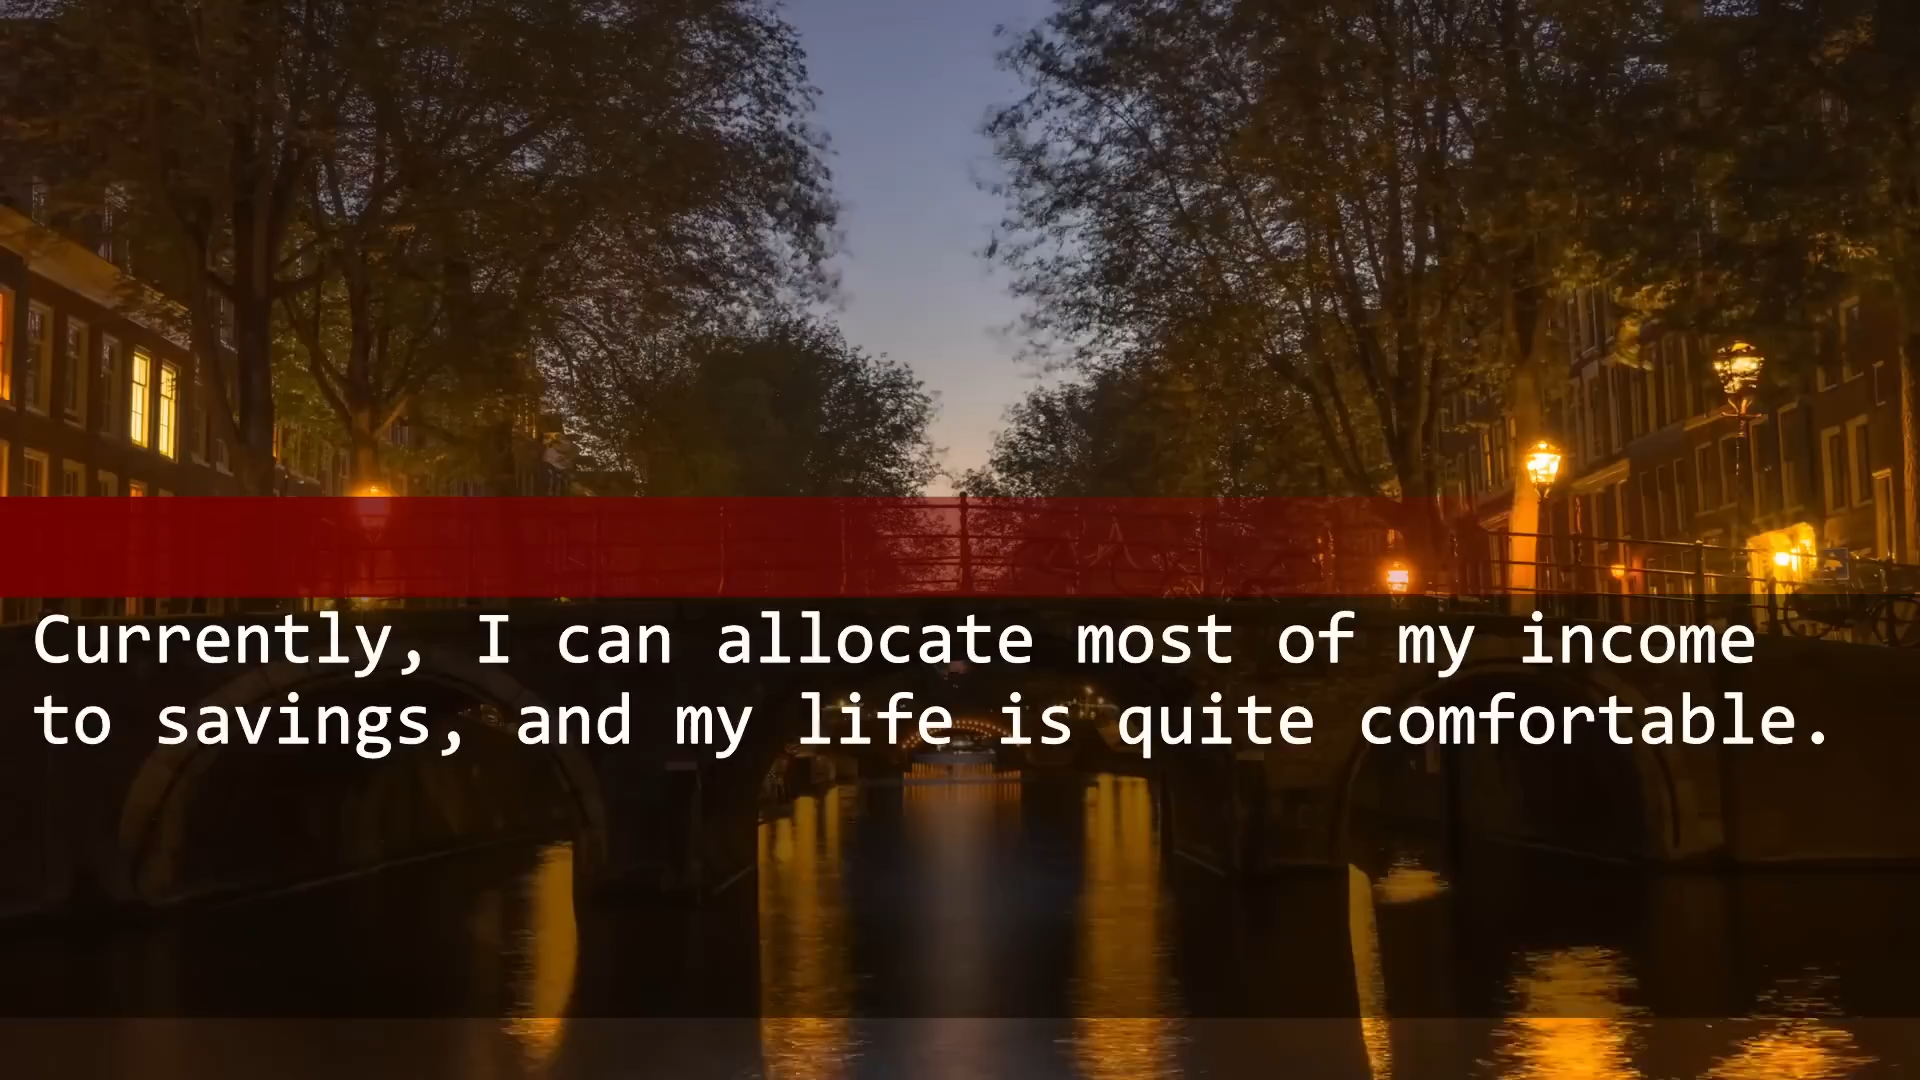 Currently, I can allocate most of my income
to savings, and my life is quite comfortable.